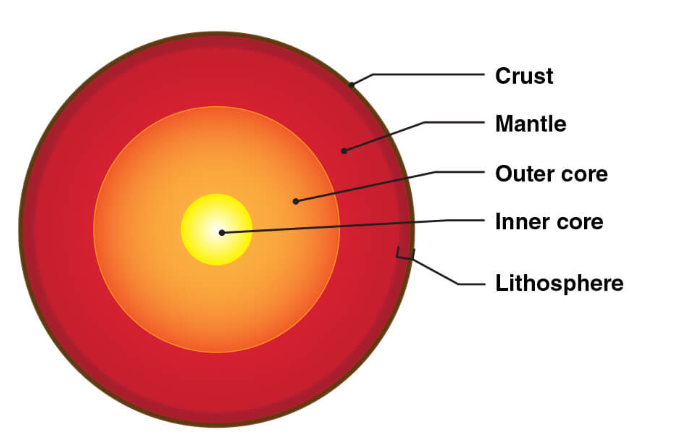 Crust
Mantle
Outer core
Inner core
Lithosphere